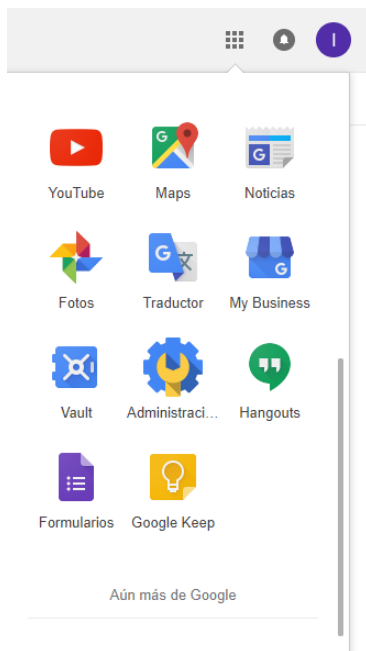 I
YouTube
Maps
Noticias
Fotos
Traductor
My Business
Vault
Administraci...
Hangouts
Formularios
Google Keep
Aún más de Google